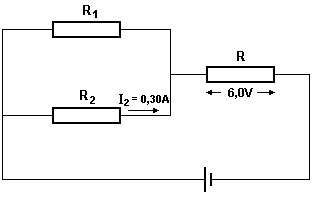 R1
R
R2
I2 = 0,30A
6,0V